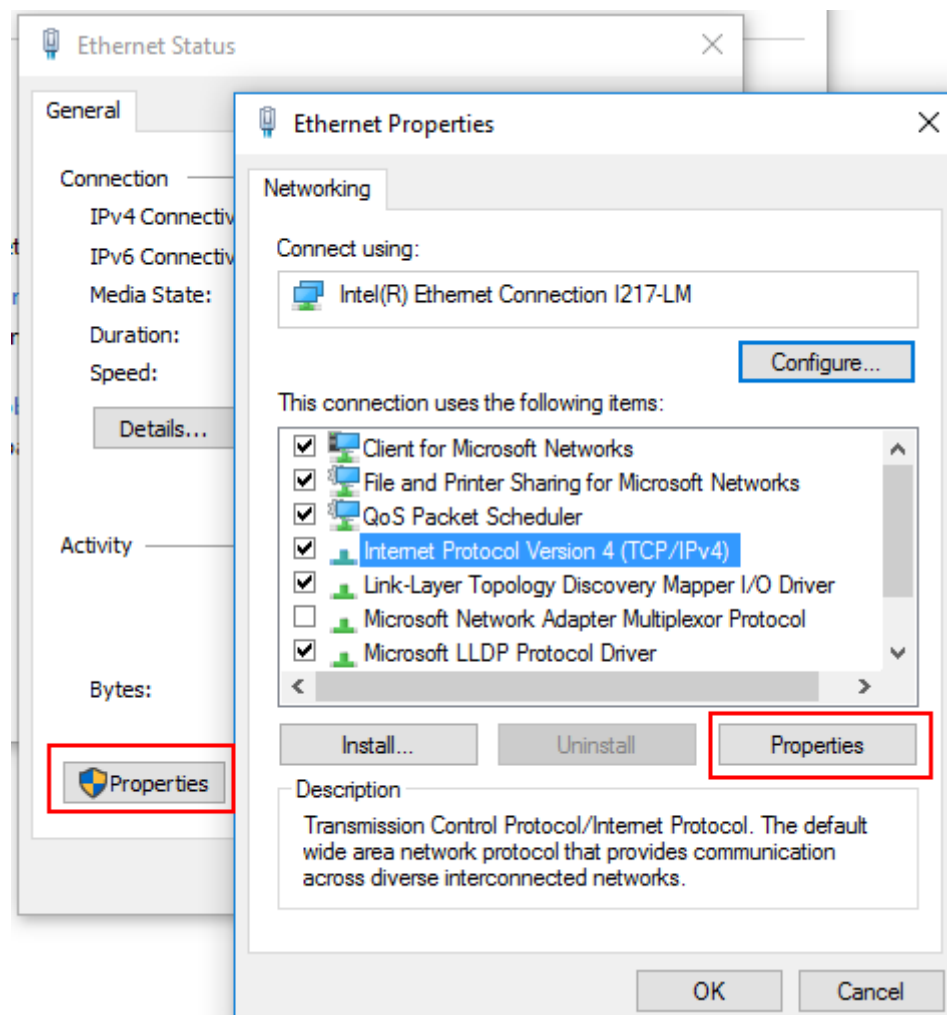 Ethernet Status
General
Connection
IPv4 Connectiv
IPv6 Connectiv
Media State:
Duration:
Speed:
Details...
Activity
Bytes:
Properties
Ethernet Properties
Networking
Connect using:
Intel(R) Ethernet Connection I217-LM
Configure...
This connection uses the following items:
Client for Microsoft Networks
File and Printer Sharing for Microsoft Networks
QoS Packet Scheduler
Internet Protocol Version 4 (TCP/IPv4)
Link-Layer Topology Discovery Mapper I/O Driver
Microsoft Network Adapter Multiplexor Protocol
Microsoft LLDP Protocol Driver
Install... Uninstall Properties
Description
Transmission Control Protocol/Internet Protocol. The default
wide area network protocol that provides communication
across diverse interconnected networks.
OK Cancel